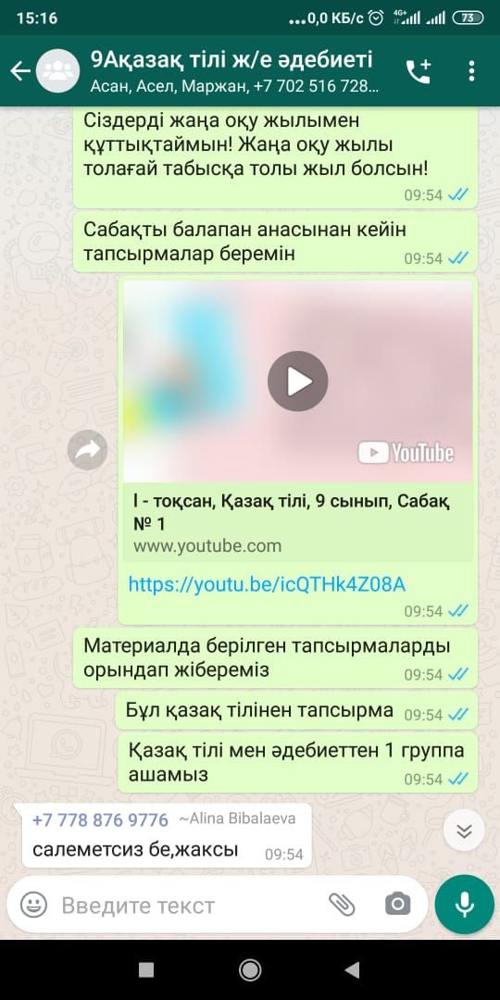 15:16
...0,0 КБ/с 4G+ 73
9Ақазақ тілі ж/е әдебиеті
Асан, Асел, Маржан, +7 702 516 728...
Сіздерді жаңа оқу жылымен
құттықтаймын! Жаңа оқу жылы
толағай табысқа толы жыл болсын!
09:54
Сабақты балапан анасынан кейін
тапсырмалар беремін
09:54
YouTube
I - тоқсан, Қазақ тілі, 9 сынып, Сабақ
№ 1
www.youtube.com
https://youtu.be/icQTHk4Z08A
09:54
Материалда берілген тапсырмаларды
орындап жібереміз
09:54
Бұл қазақ тілінен тапсырма 09:54
Қазақ тілі мен әдебиеттен 1 группа
ашамыз
09:54
+7 778 876 9776 ~Alina Bibalaeva
салеметсиз бе,жаксы 09:54
Введите текст